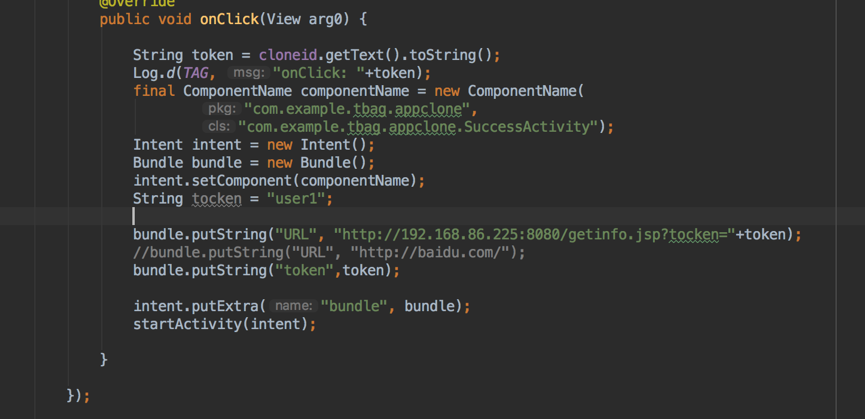 @Override
public void onClick(View arg0) {
String token = cloneid.getText().toString();
Log.d(TAG, msg: "onClick: "+token);
final ComponentName componentName = new ComponentName(
pkg: "com.example.tbag.appclone",
cls: "com.example.tbag.appclone.SuccessActivity");
Intent intent = new Intent();
Bundle bundle = new Bundle();
intent.setComponent(componentName);
String tocken = "user1";
bundle.putString("URL", "http://192.168.86.225:8080/getinfo.jsp?tocken="+token);
//bundle.putString("URL", "http://baidu.com/");
bundle.putString("token",token);
intent.putExtra( name: "bundle", bundle);
startActivity(intent);
}
});